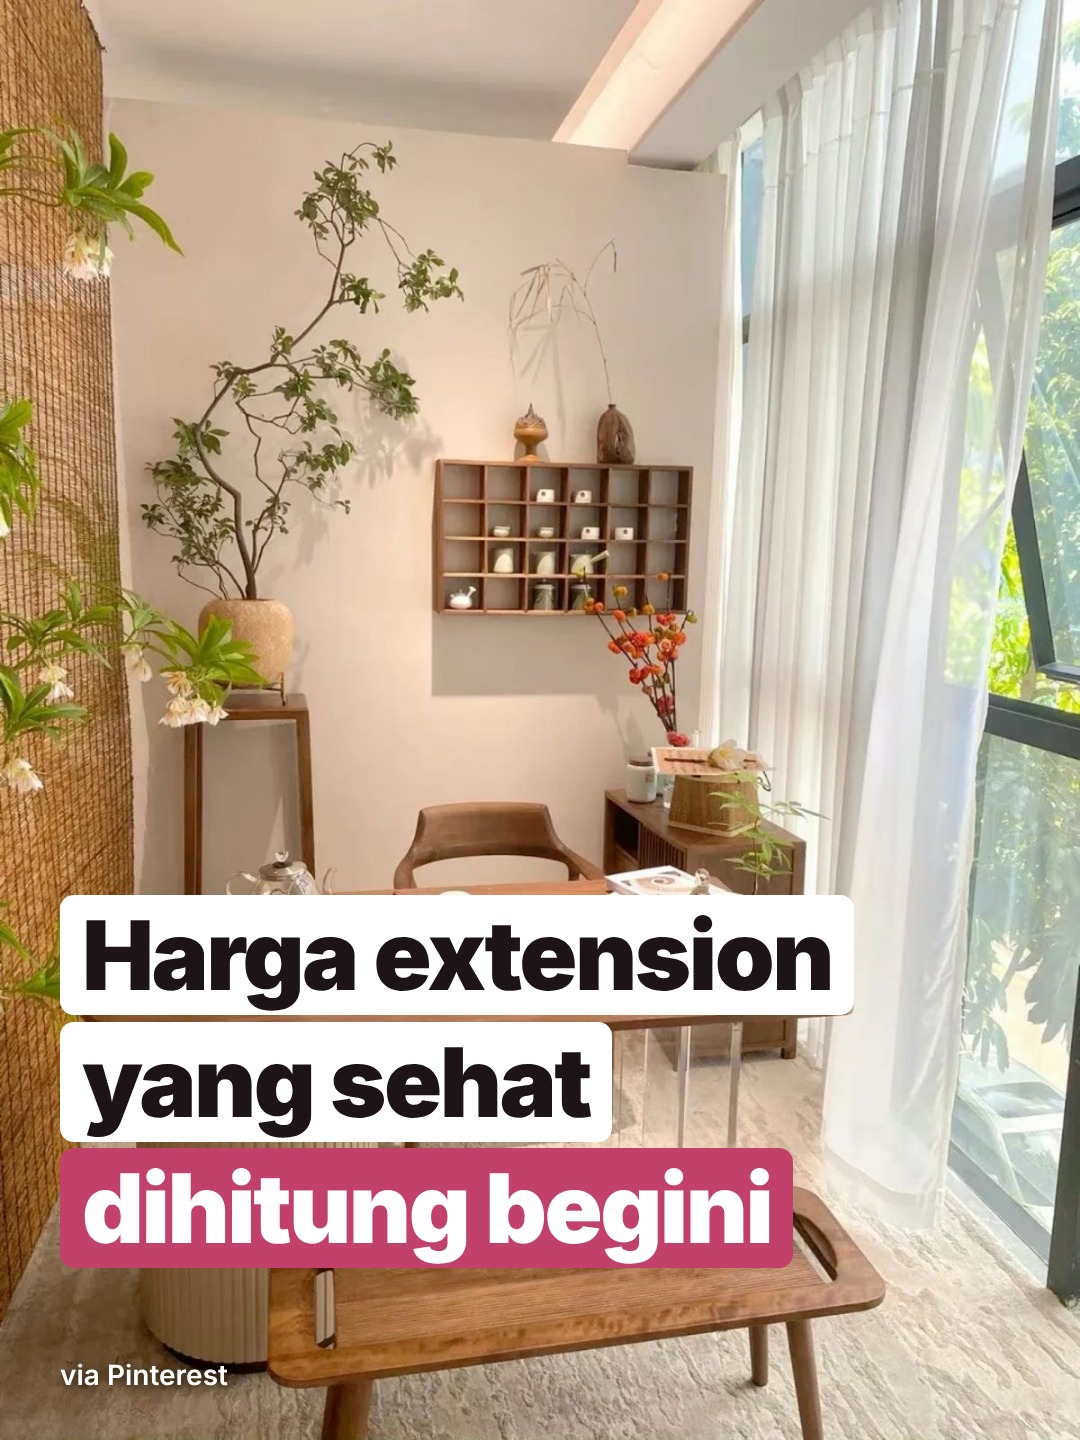 Harga extension
yang sehat
dihitung begini
via Pinterest